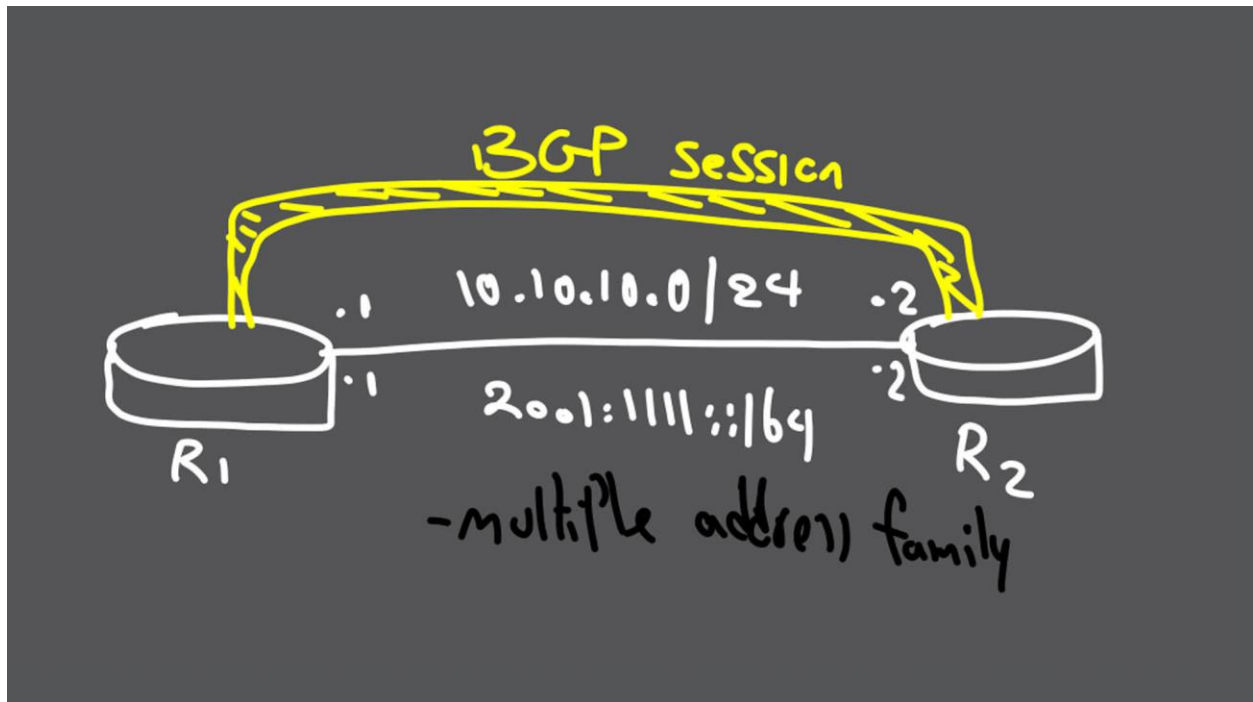 BGP session
10.10.10.0/24
.1
.2
.1
.2
2001:1111::/64
R1
R2
-multiple address family